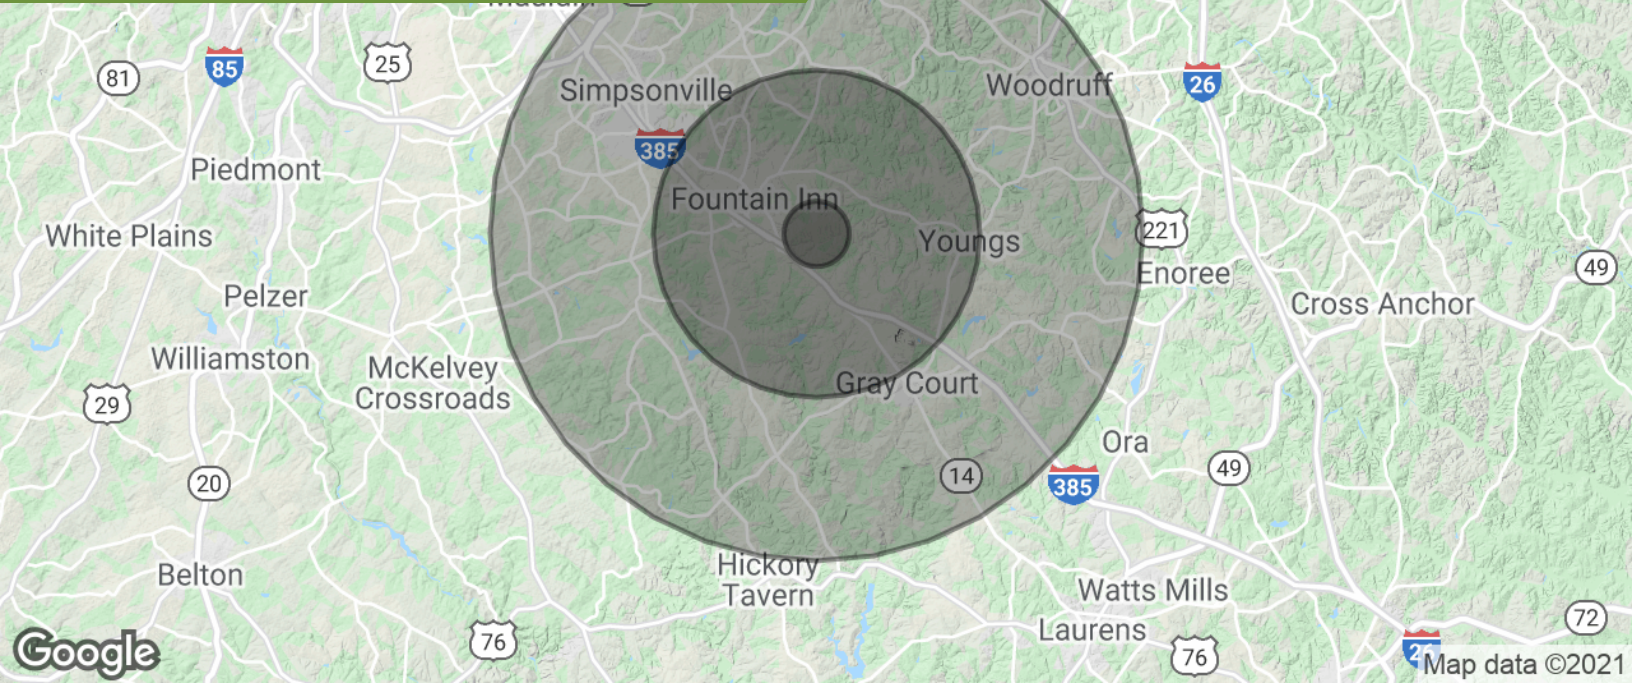 Mauldin
81
85
25
Simpsonville
Woodruff
26
385
Piedmont
Fountain Inn
White Plains
221
Youngs
49
Enoree
Pelzer
Cross Anchor
Williamston
McKelvey
Crossroads
29
Gray Court
Ora
20
14
49
385
Belton
Hickory
Tavern
Watts Mills
72
Laurens
76
76
26
Google
Map data ©2021